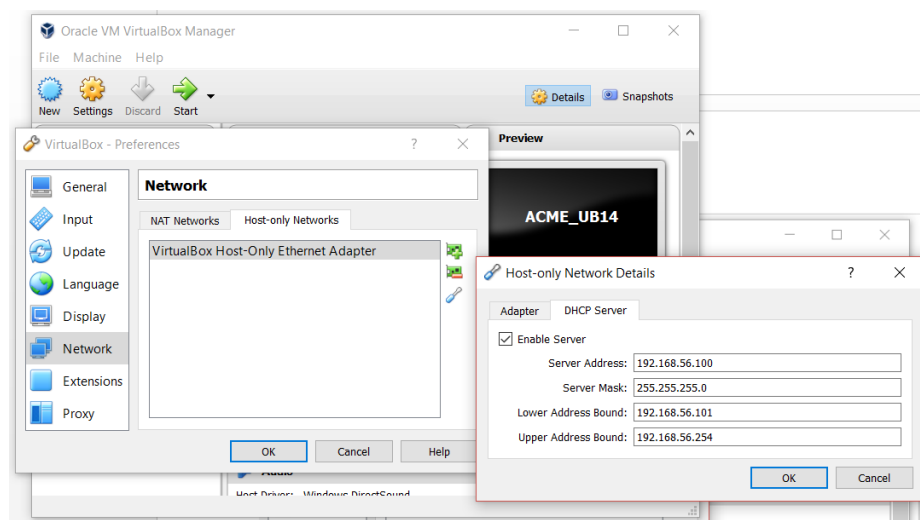 Oracle VM VirtualBox Manager
File Machine Help
New Settings Discard Start
Details Snapshots
VirtualBox - Preferences ?
Preview
General
Input
Update
Language
Display
Network
Extensions
Proxy
Network
NAT Networks Host-only Networks
VirtualBox Host-Only Ethernet Adapter
OK Cancel Help
ACME_UB14
Host-only Network Details ?
Adapter DHCP Server
Enable Server
Server Address: 192.168.56.100
Server Mask: 255.255.255.0
Lower Address Bound: 192.168.56.101
Upper Address Bound: 192.168.56.254
OK Cancel
Audio
Host Driver: Windows DirectSound